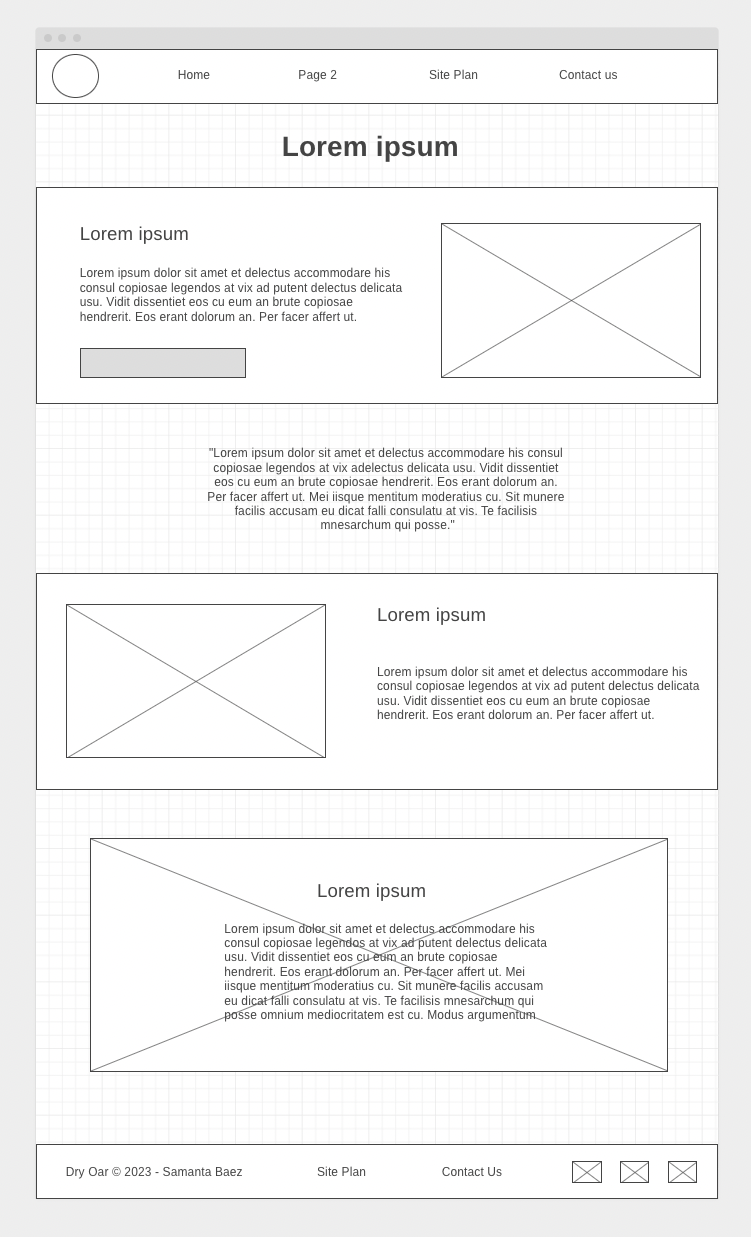 Home Page 2 Site Plan Contact us
Lorem ipsum
Lorem ipsum
Lorem ipsum dolor sit amet et delectus accommodare his
consul copiosae legendos at vix ad putent delectus delicata
usu. Vidit dissentiet eos cu eum an brute copiosae
hendrerit. Eos erant dolorum an. Per facer affert ut.
"Lorem ipsum dolor sit amet et delectus accommodare his consul
copiosae legendos at vix adelectus delicata usu. Vidit dissentiet
eos cu eum an brute copiosae hendrerit. Eos erant dolorum an.
Per facer affert ut. Mei iisque mentitum moderatius cu. Sit munere
facilis accusam eu dicat falli consulatu at vis. Te facilisis
mnesarchum qui posse."
Lorem ipsum
Lorem ipsum dolor sit amet et delectus accommodare his
consul copiosae legendos at vix ad putent delectus delicata
usu. Vidit dissentiet eos cu eum an brute copiosae
hendrerit. Eos erant dolorum an. Per facer affert ut.
Lorem ipsum
Lorem ipsum dolor sit amet et delectus accommodare his
consul copiosae legendos at vix ad putent delectus delicata
usu. Vidit dissentiet eos cu eum an brute copiosae
hendrerit. Eos erant dolorum an. Per facer affert ut. Mei
iisque mentitum moderatius cu. Sit munere facilis accusam
eu dicat falli consulatu at vis. Te facilisis mnesarchum qui
posse omnium mediocritatem est cu. Modus argumentum
Dry Oar © 2023 - Samanta Baez Site Plan Contact Us